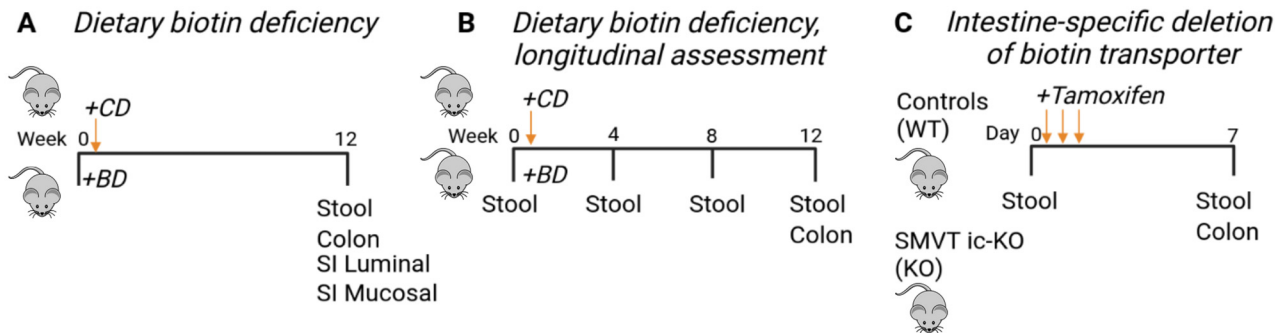 A Dietary biotin deficiency
+CD
Week 0 12
+BD
Stool
Colon
SI Luminal
SI Mucosal
B Dietary biotin deficiency,
longitudinal assessment
+CD
Week 0 4 8 12
+BD
Stool Stool Stool Stool
Colon
C Intestine-specific deletion
of biotin transporter
Controls
(WT)
+Tamoxifen
Day 0 7
Stool Stool
Colon
SMVT ic-KO
(KO)